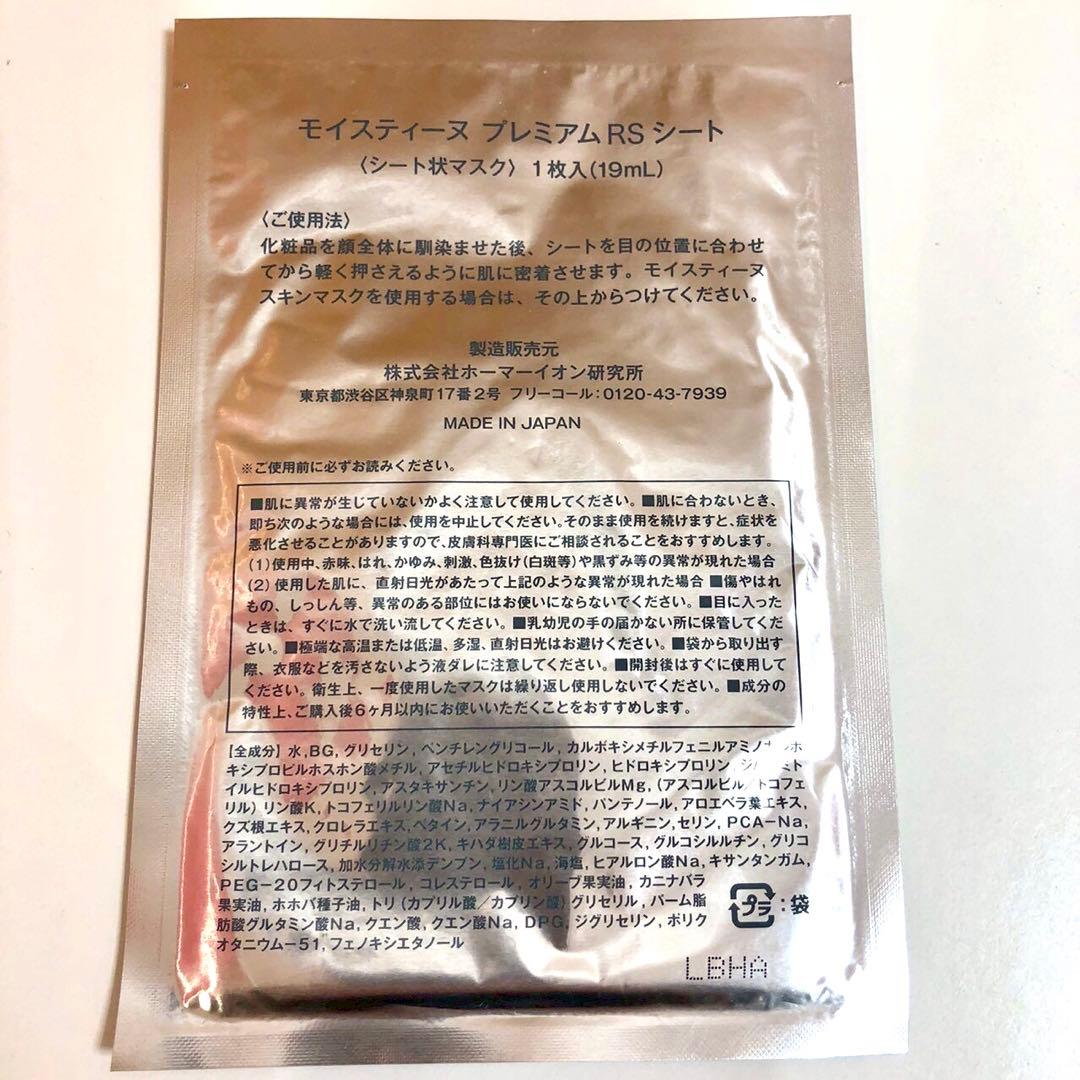 モイスティーヌ プレミアムRS シート
〈シート状マスク〉 1枚入(19mL)
〈ご使用法〉
化粧品を顔全体に馴染ませた後、シートを目の位置に合わせ
てから軽く押さえるように肌に密着させます。モイスティーヌ
スキンマスクを使用する場合は、その上からつけてください。
製造販売元
株式会社ホーマーイオン研究所
東京都渋谷区神泉町17番2号 フリーコール:0120-43-7939
MADE IN JAPAN
※ご使用前に必ずお読みください。
■肌に異常が生じていないかよく注意して使用してください。■肌に合わないとき、
即ち次のような場合には、使用を中止してください。そのまま使用を続けますと、症状を
悪化させることがありますので、皮膚科専門医にご相談されることをおすすめします。
(1)使用中、赤味、はれ、かゆみ、刺激、色抜け(白斑等)や黒ずみ等の異常が現れた場合
(2)使用した肌に、直射日光があたって上記のような異常が現れた場合 ■傷やはれ
もの、しっしん等、異常のある部位にはお使いにならないでください。■目に入った
ときは、すぐに水で洗い流してください。■乳幼児の手の届かない所に保管してくだ
さい。■極端な高温または低温、多湿、直射日光はお避けください。■袋から取り出す
際、衣服などを汚さないよう液ダレに注意してください。■開封後はすぐに使用して
ください。衛生上、一度使用したマスクは繰り返し使用しないでください。■成分の
特性上、ご購入後6ヶ月以内にお使いいただくことをおすすめします。
【全成分】水,BG,グリセリン,ペンチレングリコール,カルボキシメチルフェニルアミノカルボ
キシプロピルホスホン酸メチル,アセチルヒドロキシプロリン,ヒドロキシプロリン,ジパルミト
イルヒドロキシプロリン,アスタキサンチン,リン酸アスコルビルMg,(アスコルビル/トコフェ
リル)リン酸K,トコフェリルリン酸Na,ナイアシンアミド,パンテノール,アロエベラ葉エキス,
クズ根エキス,クロレラエキス,ベタイン,アラニルグルタミン,アルギニン,セリン,PCA-Na,
アラントイン,グリチルリチン酸2K,キハダ樹皮エキス,グルコース,グルコシルルチン,グリコ
シルトレハロース,加水分解水添デンプン,塩化Na,海塩,ヒアルロン酸Na,キサンタンガム,
PEG-20フィトステロール,コレステロール,オリーブ果実油,カニナバラ
果実油,ホホバ種子油,トリ(カプリル酸/カプリン酸)グリセリル,パーム脂
肪酸グルタミン酸Na,クエン酸,クエン酸Na,DPG,ジグリセリン,ポリク
オタニウム-51,フェノキシエタノール
プラ:袋
LBHA